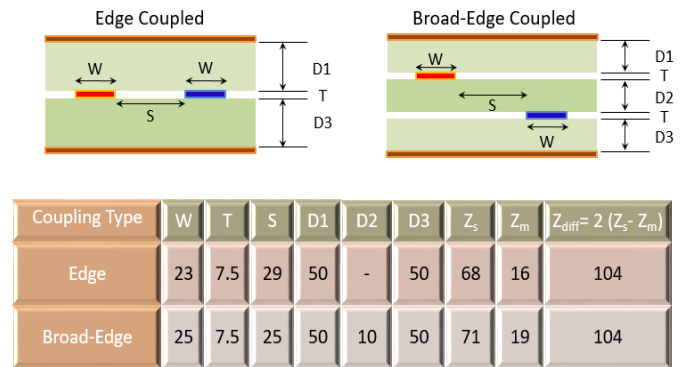 Edge Coupled
Broad-Edge Coupled
W W D1
S T
D3
W D1
T
S D2
T
W D3
Coupling Type W T S D1 D2 D3 Zs Zm Zdiff= 2 (Zs- Zm)
Edge 23 7.5 29 50 - 50 68 16 104
Broad-Edge 25 7.5 25 50 10 50 71 19 104